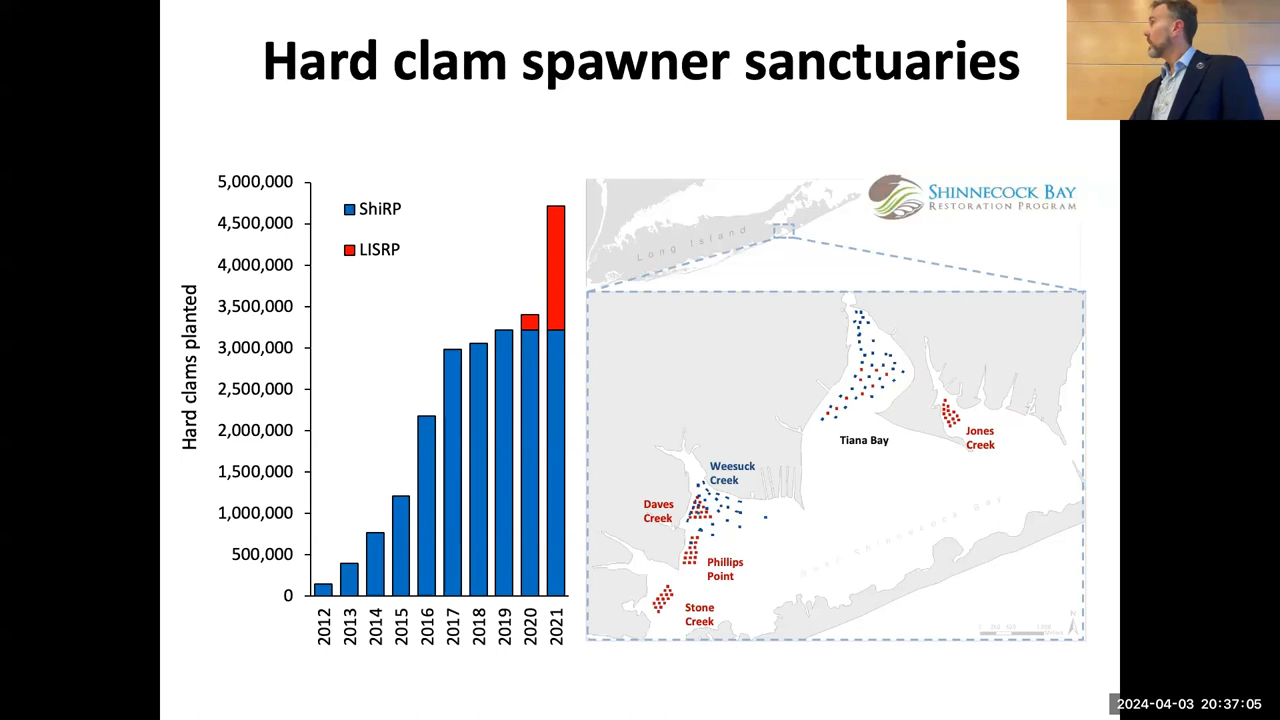 Hard clam spawner sanctuaries
5,000,000
4,500,000
4,000,000
3,500,000
3,000,000
2,500,000
2,000,000
1,500,000
1,000,000
500,000
0
Hard clams planted
ShiRP
LISRP
2012
2013
2014
2015
2016
2017
2018
2019
2020
2021
SHINNECOCK BAY
RESTORATION PROGRAM
Long Island
Tiana Bay
Jones
Creek
Weesuck
Creek
Daves
Creek
Phillips
Point
Stone
Creek
Shinnecock Bay
N
2024-04-03 20:37:05